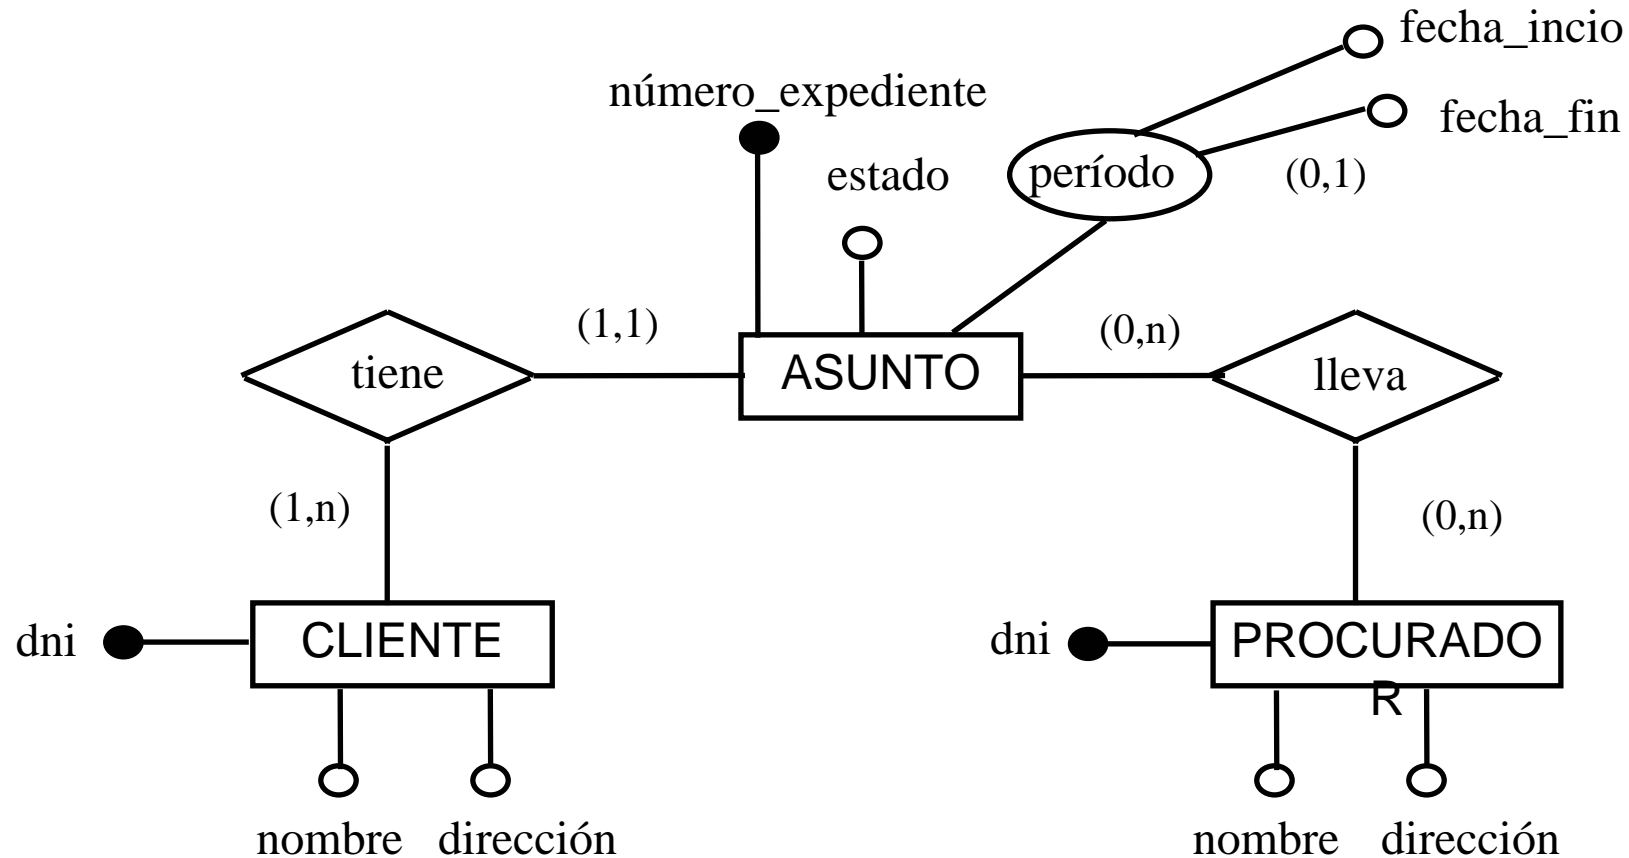 fecha_incio
número_expediente
fecha_fin
estado
período
(0,1)
(1,1)
(0,n)
tiene
ASUNTO
lleva
(1,n)
(0,n)
dni
CLIENTE
dni
PROCURADO
R
nombre
dirección
nombre
dirección